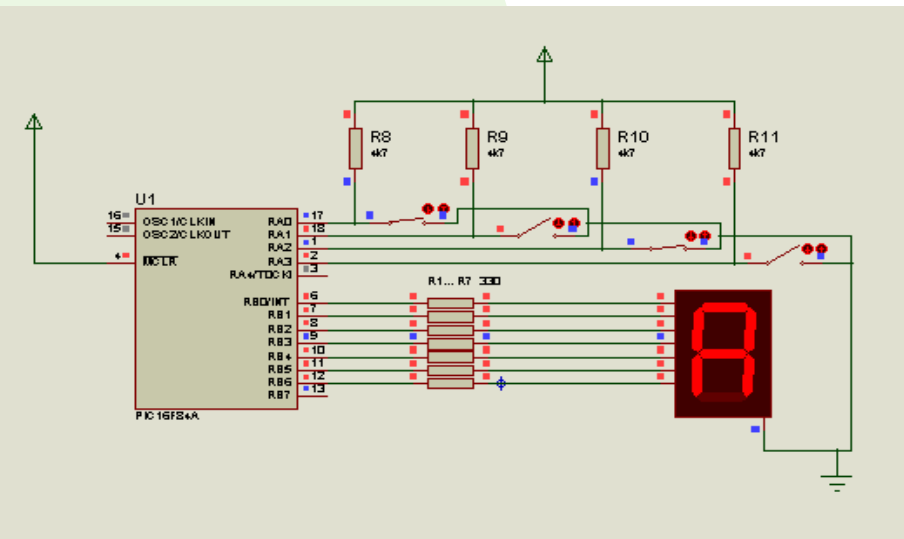 R8
4k7
R9
4k7
R10
4k7
R11
4k7
U1
16
OSC1/CLKIN
15
OSC2/CLKOUT
4
MCLR
RA0
17
RA1
18
RA2
1
RA3
2
RA4/T0CKI
3
RB0/INT
6
RB1
7
RB2
8
RB3
9
RB4
10
RB5
11
RB6
12
RB7
13
PIC16F84A
R1... R7 330
A